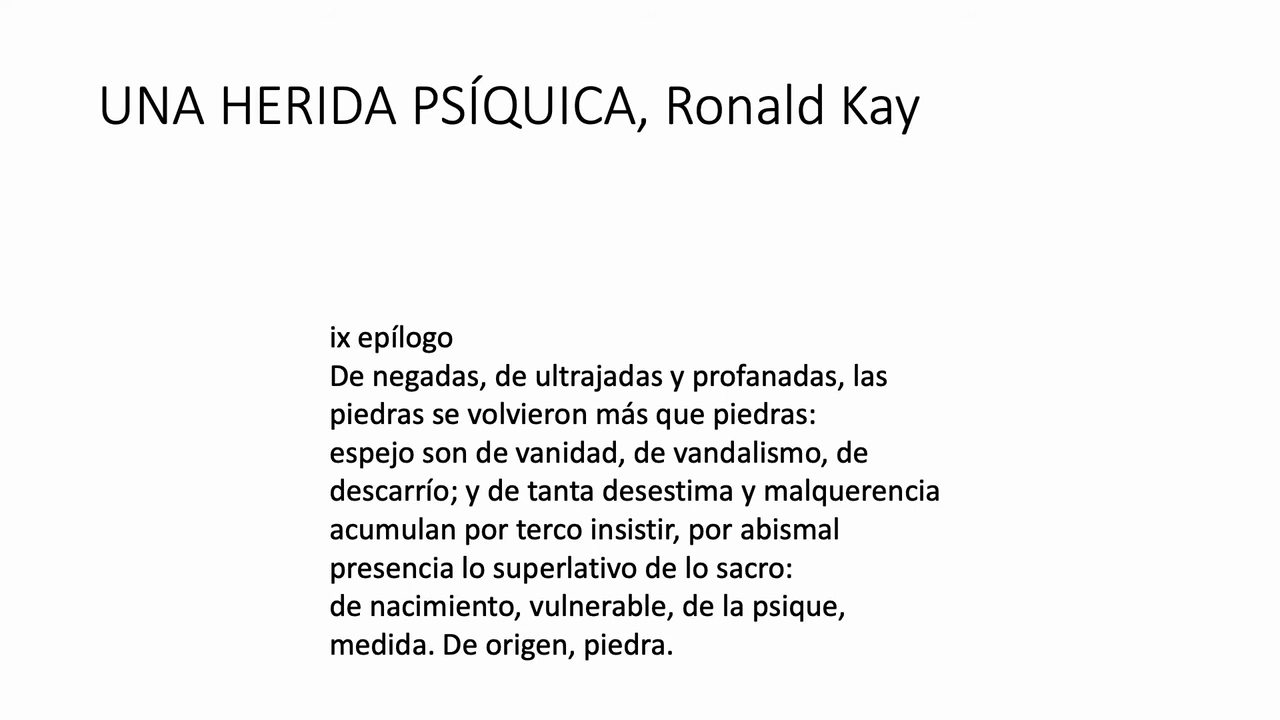 UNA HERIDA PSÍQUICA, Ronald Kay
ix epílogo
De negadas, de ultrajadas y profanadas, las
piedras se volvieron más que piedras:
espejo son de vanidad, de vandalismo, de
descarrío; y de tanta desestima y malquerencia
acumulan por terco insistir, por abismal
presencia lo superlativo de lo sacro:
de nacimiento, vulnerable, de la psique,
medida. De origen, piedra.